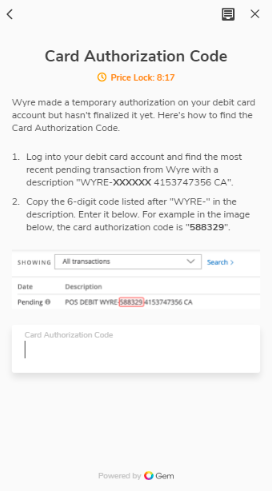 Card Authorization Code
Price Lock: 8:17
Wyre made a temporary authorization on your debit card
account but hasn't finalized it yet. Here's how to find the
Card Authorization Code.
1. Log into your debit card account and find the most
recent pending transaction from Wyre with a
description "WYRE-XXXXXX 4153747356 CA".
2. Copy the 6-digit code listed after "WYRE-" in the
description. Enter it below. For example in the image
below, the card authorization code is "588329".
SHOWING All transactions Search >
Date Description
Pending POS DEBIT WYRE-588329 4153747356 CA
Card Authorization Code
Powered by Gem